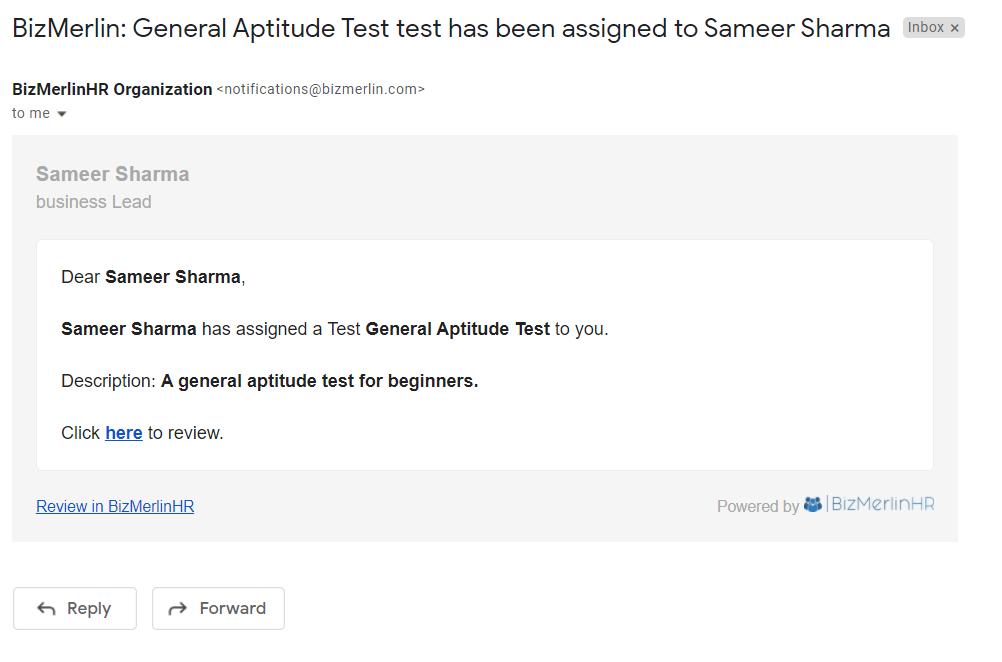 BizMerlin: General Aptitude Test test has been assigned to Sameer Sharma Inbox ×
BizMerlinHR Organization <notifications@bizmerlin.com>
to me
Sameer Sharma
business Lead
Dear Sameer Sharma,
Sameer Sharma has assigned a Test General Aptitude Test to you.
Description: A general aptitude test for beginners.
Click here to review.
Review in BizMerlinHR Powered by BizMerlinHR
Reply Forward